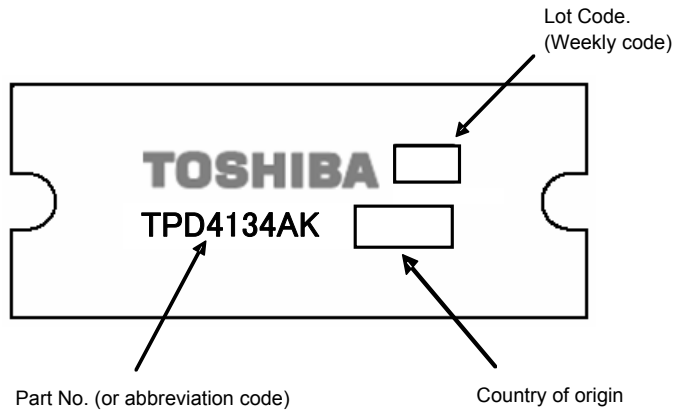 Lot Code.
(Weekly code)
TOSHIBA
TPD4134AK
Part No. (or abbreviation code)
Country of origin